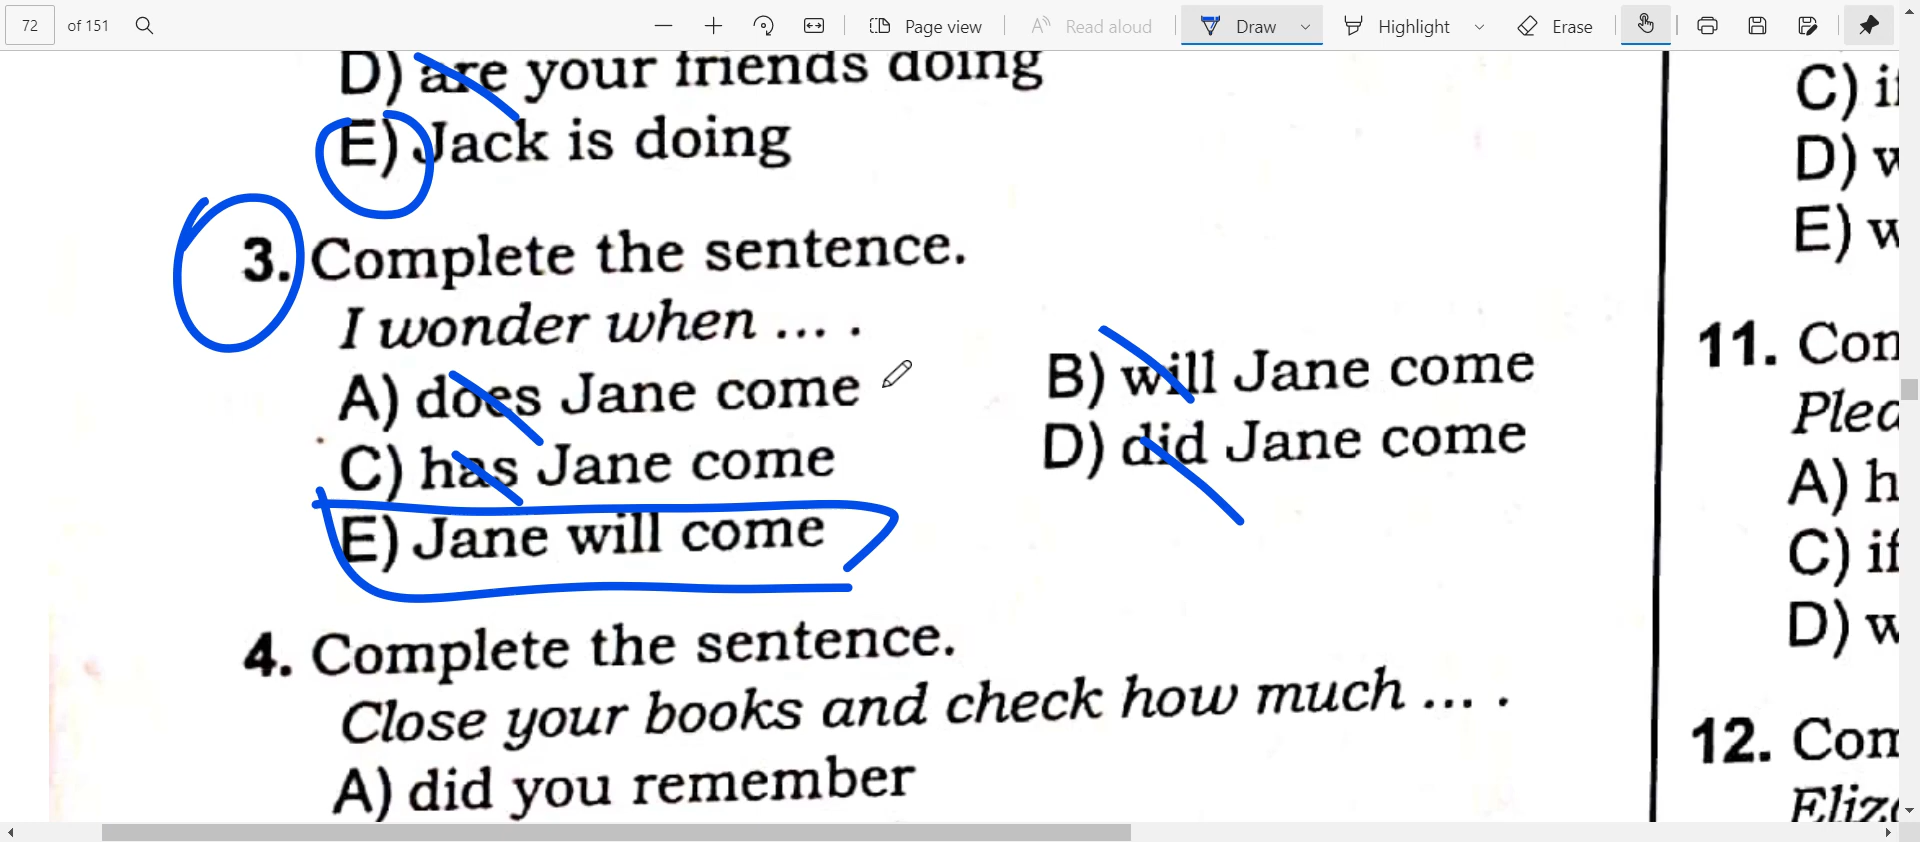 72 of 151 Page view Read aloud Draw Highlight Erase
D) are your friends doing
E) Jack is doing
3. Complete the sentence.
I wonder when ... .
A) does Jane come
B) will Jane come
C) has Jane come
D) did Jane come
E) Jane will come
4. Complete the sentence.
Close your books and check how much ... .
A) did you remember
C)
D)
E)
11.
A)
C)
D)
12.